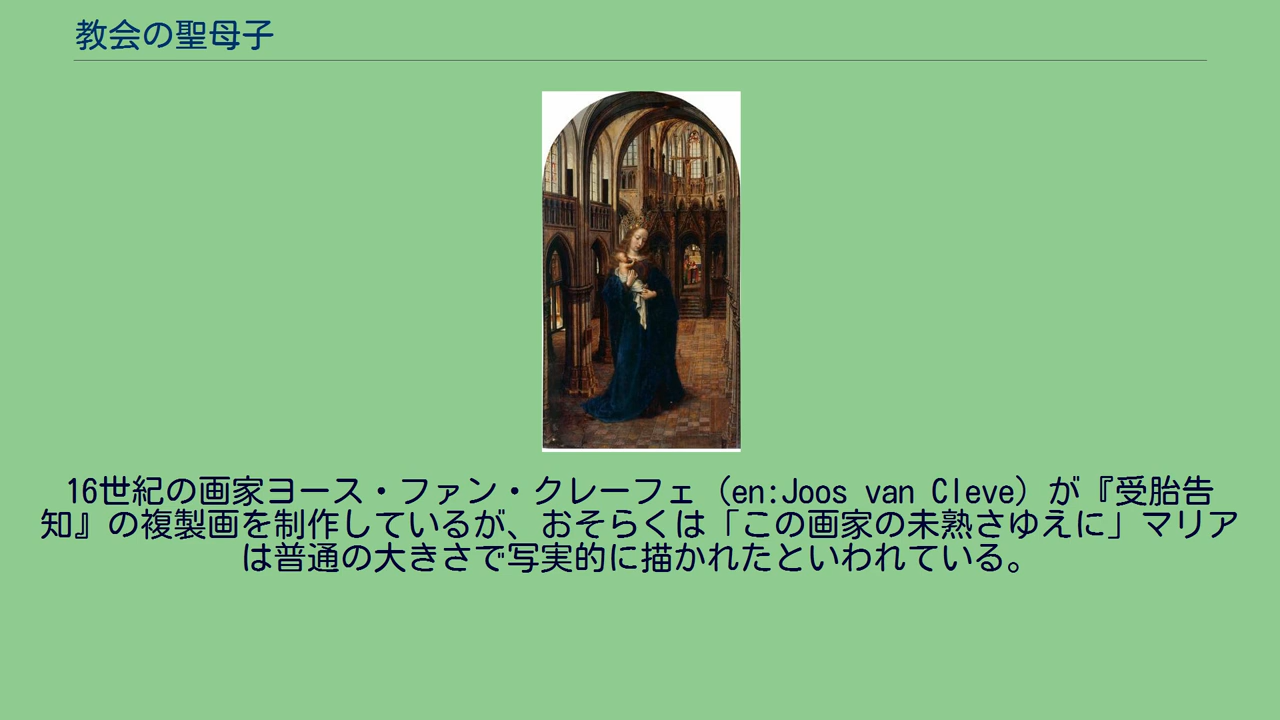 教会の聖母子
16世紀の画家ヨース・ファン・クレーフェ（en:Joos van Cleve）が『受胎告
知』の複製画を制作しているが、おそらくは「この画家の未熟さゆえに」マリア
は普通の大きさで写実的に描かれたといわれている。